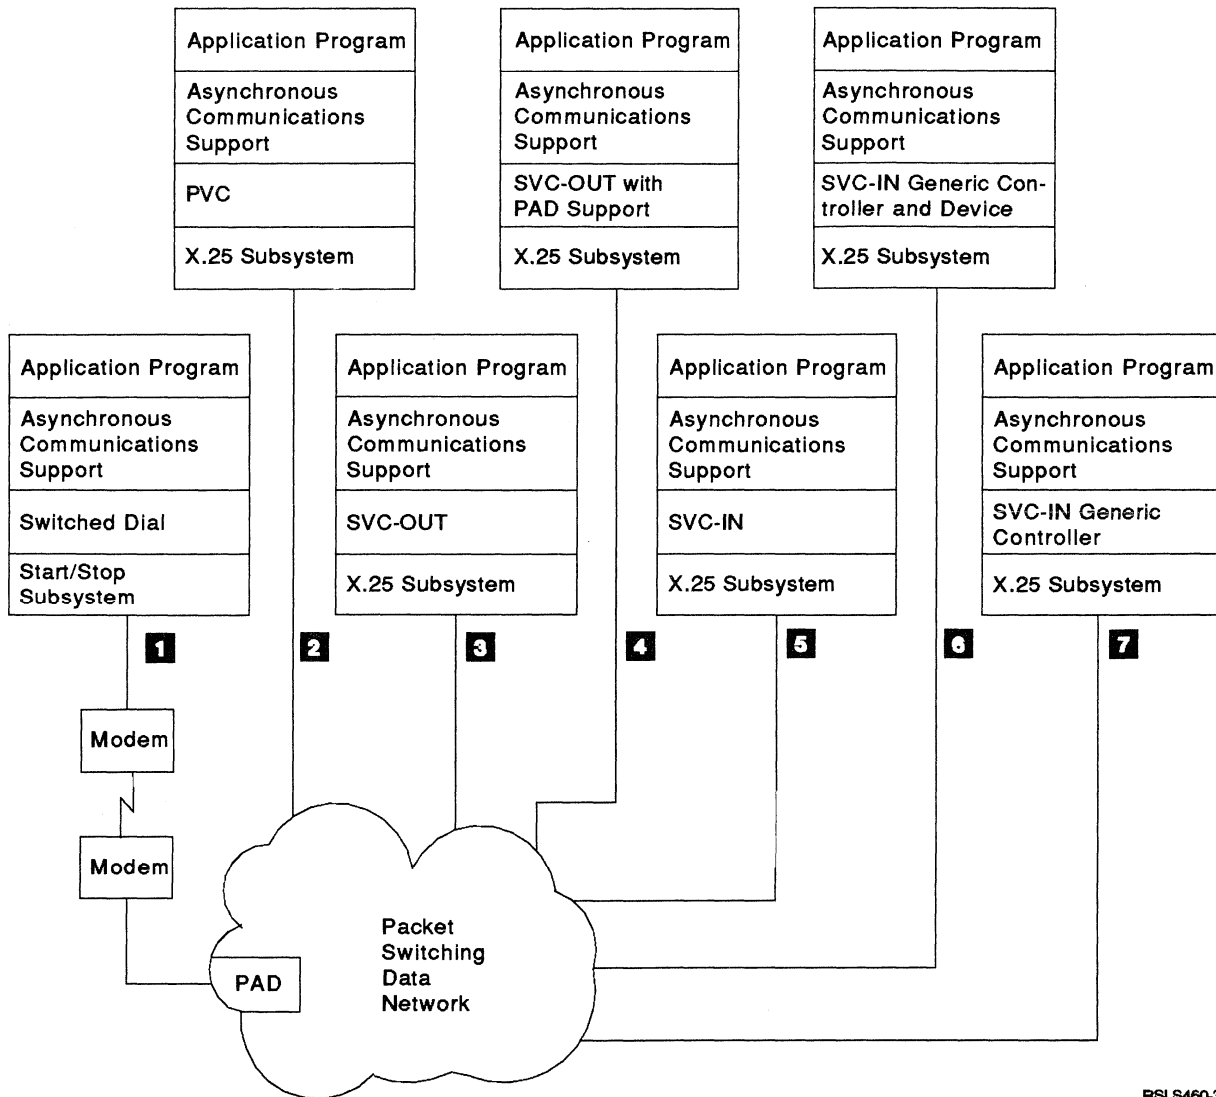 Application Program
Asynchronous
Communications
Support
PVC
X.25 Subsystem
Application Program
Asynchronous
Communications
Support
SVC-OUT with
PAD Support
X.25 Subsystem
Application Program
Asynchronous
Communications
Support
SVC-IN Generic Con-
troller and Device
X.25 Subsystem
Application Program
Asynchronous
Communications
Support
Switched Dial
Start/Stop
Subsystem
Application Program
Asynchronous
Communications
Support
SVC-OUT
X.25 Subsystem
Application Program
Asynchronous
Communications
Support
SVC-IN
X.25 Subsystem
Application Program
Asynchronous
Communications
Support
SVC-IN Generic
Controller
X.25 Subsystem
1
2
3
4
5
6
7
Modem
Modem
PAD
Packet
Switching
Data
Network